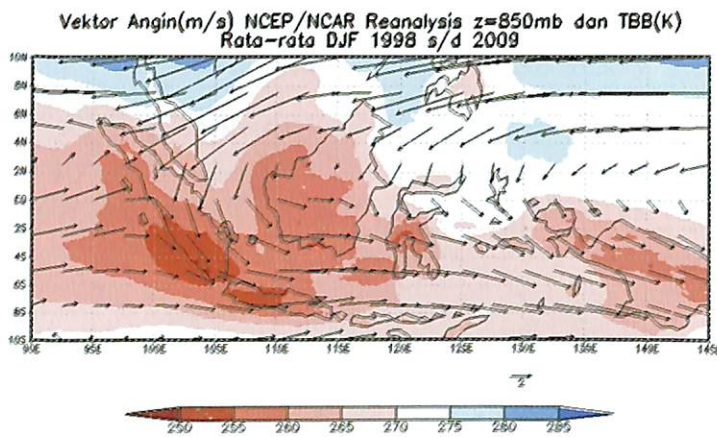 Vektor Angin(m/s) NCEP/NCAR Reanalysis z=850mb dan TBB(K)
Rata-rata DJF 1998 s/d 2009
10N
8N
6N
4N
2N
EQ
2S
4S
6S
8S
10S
90E 95E 100E 105E 110E 115E 120E 125E 130E 135E 140E 145E
2
250 255 260 265 270 275 280 285